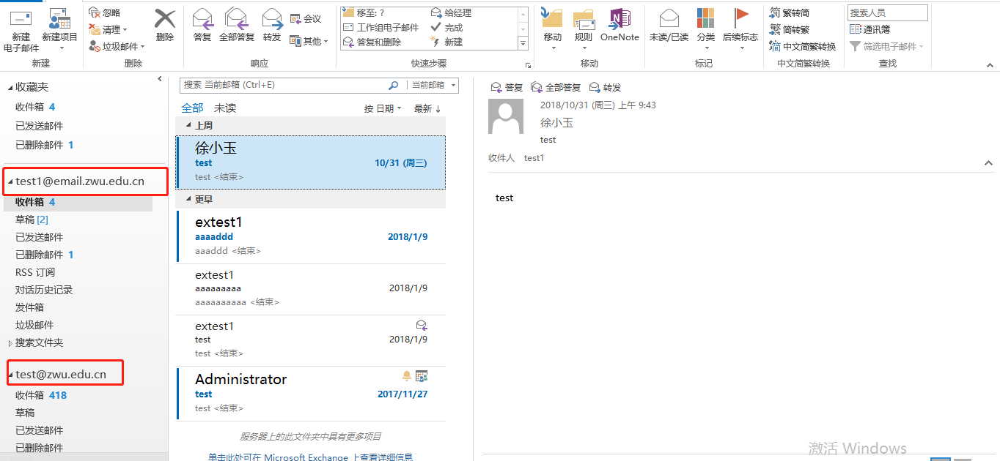 新建
电子邮件
新建项目
新建
忽略
清理
垃圾邮件
删除
删除
答复
全部答复
转发
会议
其他
响应
移至: ?
工作组电子邮件
答复和删除
给经理
完成
新建
快速步骤
移动
规则
OneNote
移动
未读/已读
分类
后续标志
标记
繁转简
简转繁
中文简繁转换
中文简繁转换
搜索人员
通讯簿
筛选电子邮件
查找
收藏夹
收件箱 4
已发送邮件
已删除邮件 1
test1@email.zwu.edu.cn
收件箱 4
草稿 [2]
已发送邮件
已删除邮件 1
RSS 订阅
对话历史记录
发件箱
垃圾邮件
搜索文件夹
test@zwu.edu.cn
收件箱 418
草稿
已发送邮件
已删除邮件
搜索 当前邮箱 (Ctrl+E)
当前邮箱
全部 未读
按 日期
最新 ↓
上周
徐小玉
test 10/31 (周三)
test <结束>
更早
extest1
aaaaddd 2018/1/9
aaaddd <结束>
extest1
aaaaaaaaa 2018/1/9
aaaaaaaaaa <结束>
extest1
test 2018/1/9
test <结束>
Administrator
test 2017/11/27
test <结束>
服务器上的此文件夹中具有更多项目
单击此处可在 Microsoft Exchange 上查看详细信息
答复 全部答复 转发
2018/10/31 (周三) 上午 9:43
徐小玉
test
收件人 test1
test
激活 Windows